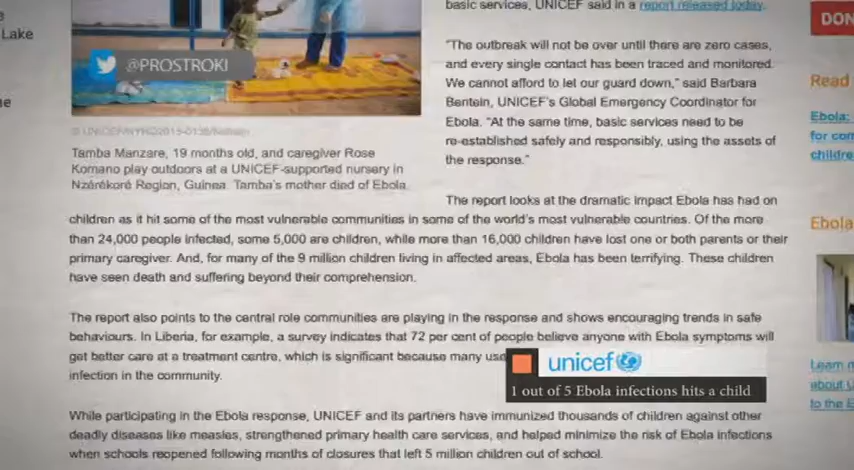 basic services, UNICEF said in a report released today.
DON
Lake
"The outbreak will not be over until there are zero cases,
@PROSTROKI
and every single contact has been traced and monitored.
We cannot afford to let our guard down," said Barbara
Read
Bentein, UNICEF's Global Emergency Coordinator for
Ebola. "At the same time, basic services need to be
re-established safely and responsibly, using the assets of
the response."
Ebola:
for com
childre
Tamba Manzare, 19 months old, and caregiver Rose
Komano play outdoors at a UNICEF-supported nursery in
Nzérékoré Region, Guinea. Tamba's mother died of Ebola.
The report looks at the dramatic impact Ebola has had on
children as it hit some of the most vulnerable communities in some of the world's most vulnerable countries. Of the more
than 24,000 people infected, some 5,000 are children, while more than 16,000 children have lost one or both parents or their
primary caregiver. And, for many of the 9 million children living in affected areas, Ebola has been terrifying. These children
have seen death and suffering beyond their comprehension.
Ebola
The report also points to the central role communities are playing in the response and shows encouraging trends in safe
behaviours. In Liberia, for example, a survey indicates that 72 per cent of people believe anyone with Ebola symptoms will
get better care at a treatment centre, which is significant because many use
infection in the community.
unicef
1 out of 5 Ebola infections hits a child
Learn m
about U
to the E
While participating in the Ebola response, UNICEF and its partners have immunized thousands of children against other
deadly diseases like measles, strengthened primary health care services, and helped minimize the risk of Ebola infections
when schools reopened following months of closures that left 5 million children out of school.